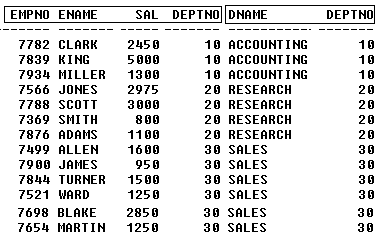 EMPNO ENAME SAL DEPTNO DNAME DEPTNO
7782 CLARK 2450 10 ACCOUNTING 10
7839 KING 5000 10 ACCOUNTING 10
7934 MILLER 1300 10 ACCOUNTING 10
7566 JONES 2975 20 RESEARCH 20
7788 SCOTT 3000 20 RESEARCH 20
7369 SMITH 800 20 RESEARCH 20
7876 ADAMS 1100 20 RESEARCH 20
7499 ALLEN 1600 30 SALES 30
7900 JAMES 950 30 SALES 30
7844 TURNER 1500 30 SALES 30
7521 WARD 1250 30 SALES 30
7698 BLAKE 2850 30 SALES 30
7654 MARTIN 1250 30 SALES 30